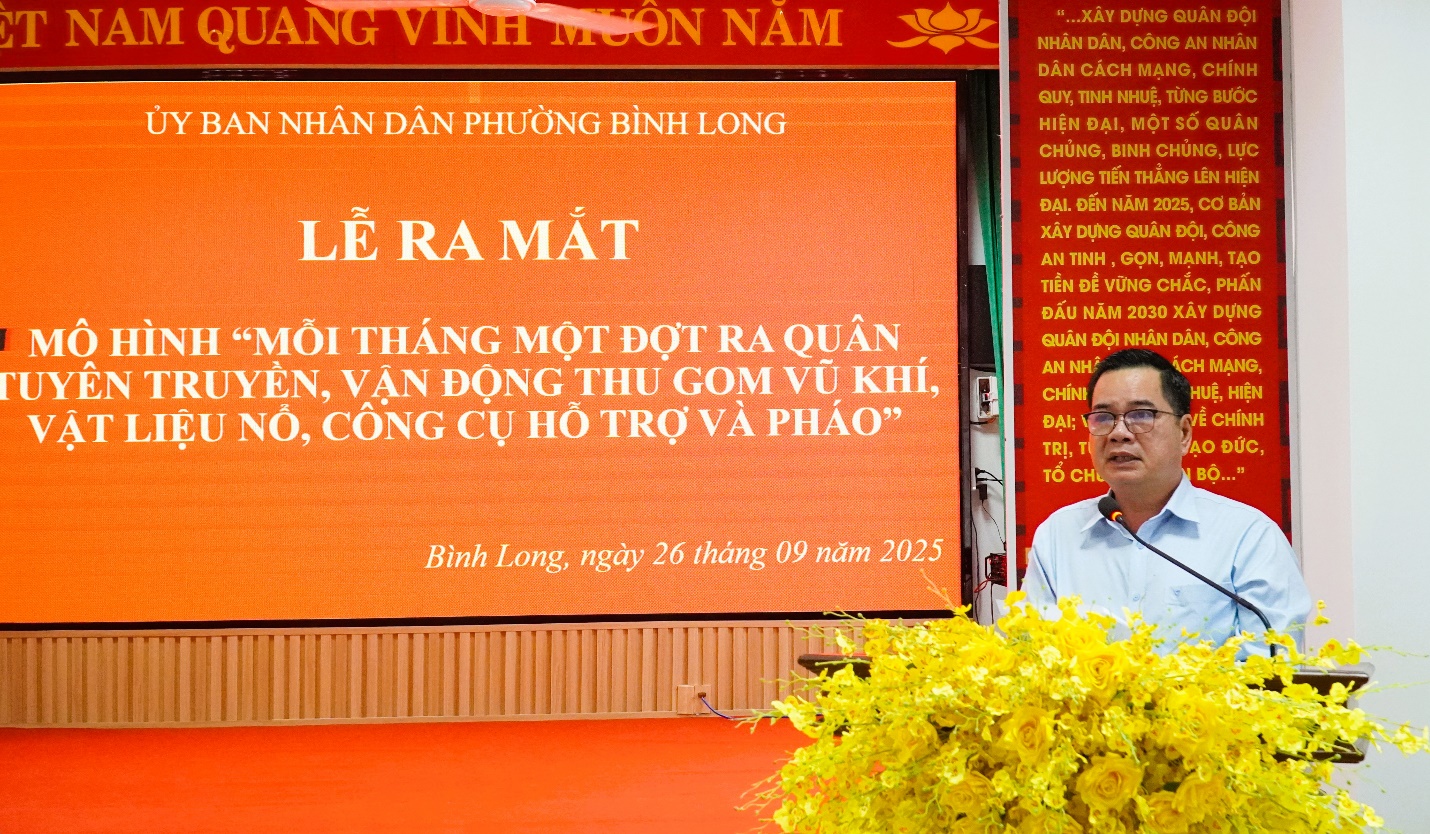 ỆT NAM QUANG VINH MUÔN NĂM
ỦY BAN NHÂN DÂN PHƯỜNG BÌNH LONG
LỄ RA MẮT
MÔ HÌNH “MỖI THÁNG MỘT ĐỢT RA QUÂN
TUYÊN TRUYỀN, VẬN ĐỘNG THU GOM VŨ KHÍ,
VẬT LIỆU NỔ, CÔNG CỤ HỖ TRỢ VÀ PHÁO”
Bình Long, ngày 26 tháng 09 năm 2025
“...XÂY DỰNG QUÂN ĐỘI
NHÂN DÂN, CÔNG AN NHÂN
DÂN CÁCH MẠNG, CHÍNH
QUY, TINH NHUỆ, TỪNG BƯỚC
HIỆN ĐẠI, MỘT SỐ QUÂN
CHỦNG, BINH CHỦNG, LỰC
LƯỢNG TIẾN THẲNG LÊN HIỆN
ĐẠI. ĐẾN NĂM 2025, CƠ BẢN
XÂY DỰNG QUÂN ĐỘI, CÔNG
AN TINH , GỌN, MẠNH, TẠO
TIỀN ĐỀ VỮNG CHẮC, PHẤN
ĐẤU NĂM 2030 XÂY DỰNG
QUÂN ĐỘI NHÂN DÂN, CÔNG
AN NHÂ ÁCH MẠNG,
CHÍNH HUỆ, HIỆN
ĐẠI; V VỀ CHÍNH
TRỊ, T ẠO ĐỨC,
TỔ CHỨ N BỘ...”